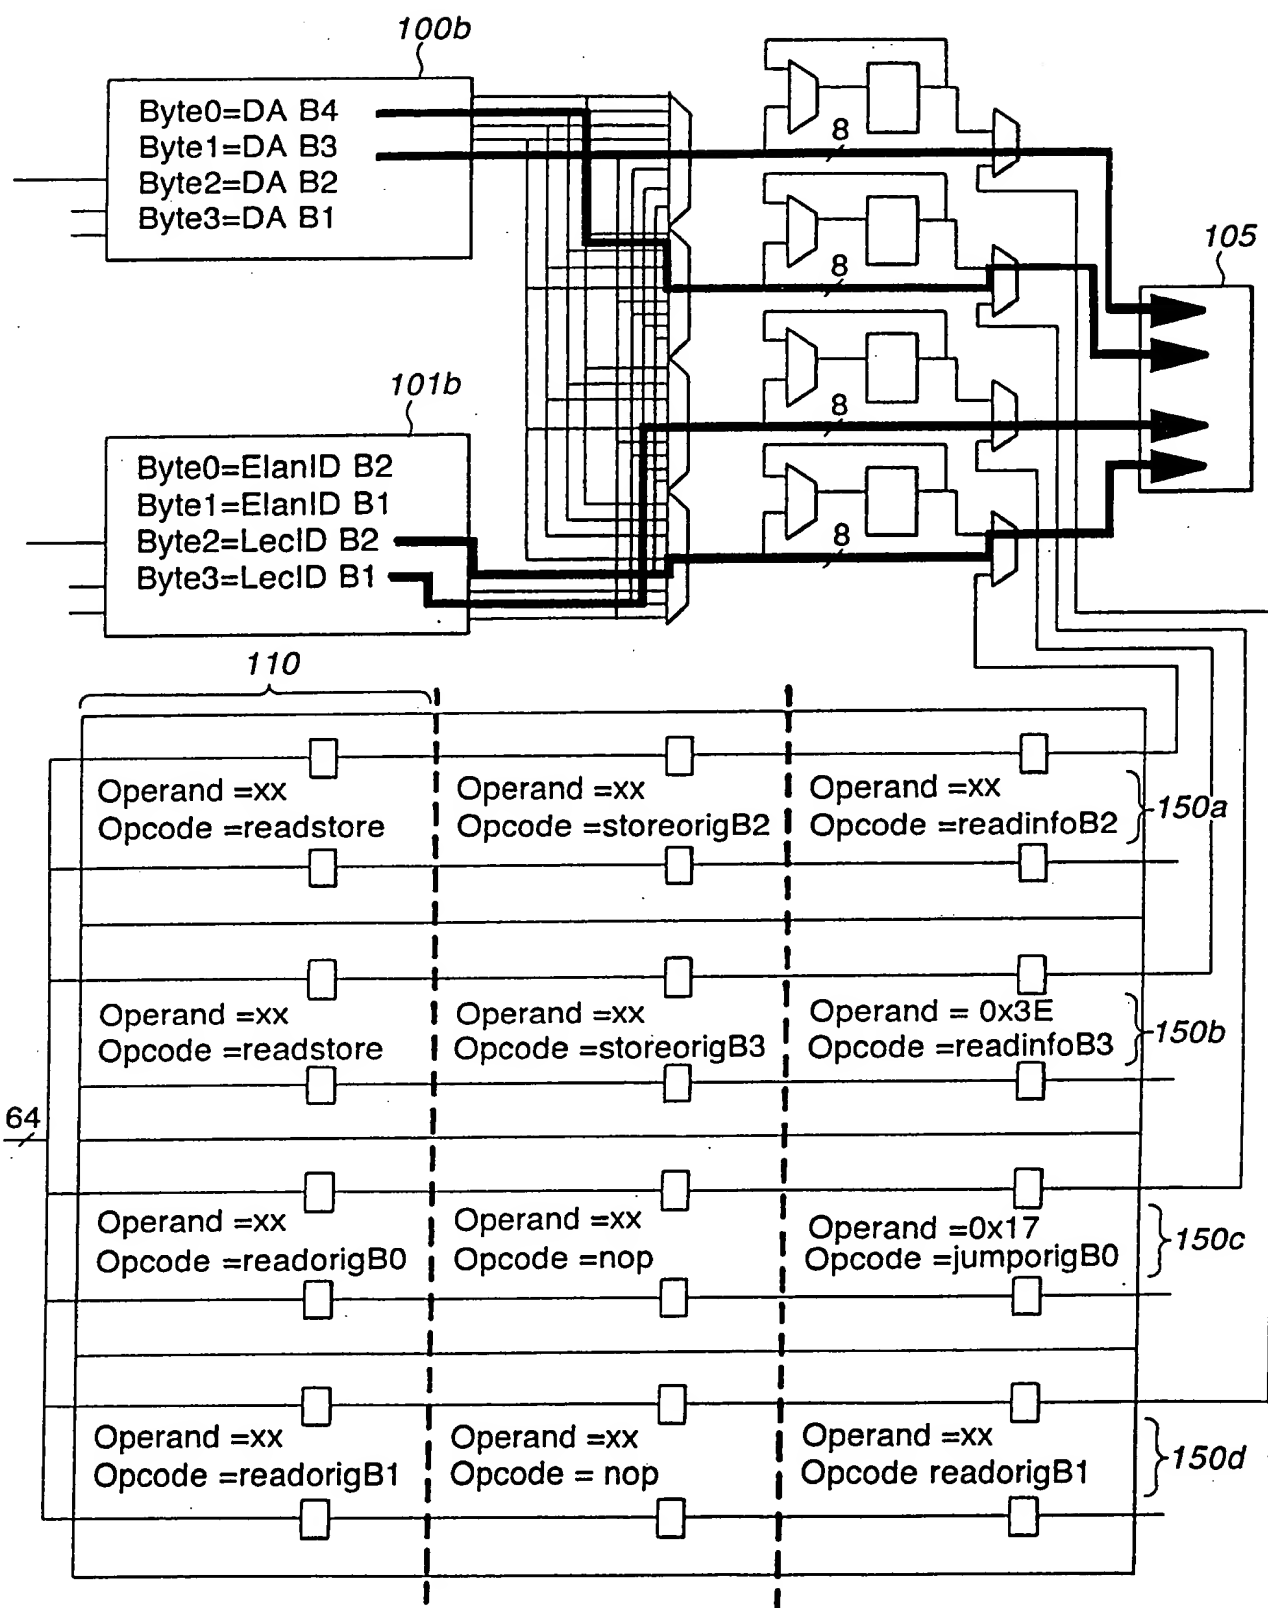 100b
Byte0=DA B4
Byte1=DA B3
Byte2=DA B2
Byte3=DA B1
8
8
105
101b
Byte0=ElanID B2
Byte1=ElanID B1
Byte2=LecID B2
Byte3=LecID B1
8
8
110
Operand =xx
Opcode =readstore
Operand =xx
Opcode =storeorigB2
Operand =xx
Opcode =readinfoB2
150a
Operand =xx
Opcode =readstore
Operand =xx
Opcode =storeorigB3
Operand = 0x3E
Opcode =readinfoB3
150b
64
Operand =xx
Opcode =readorigB0
Operand =xx
Opcode =nop
Operand =0x17
Opcode =jumporigB0
150c
Operand =xx
Opcode =readorigB1
Operand =xx
Opcode = nop
Operand =xx
Opcode readorigB1
150d